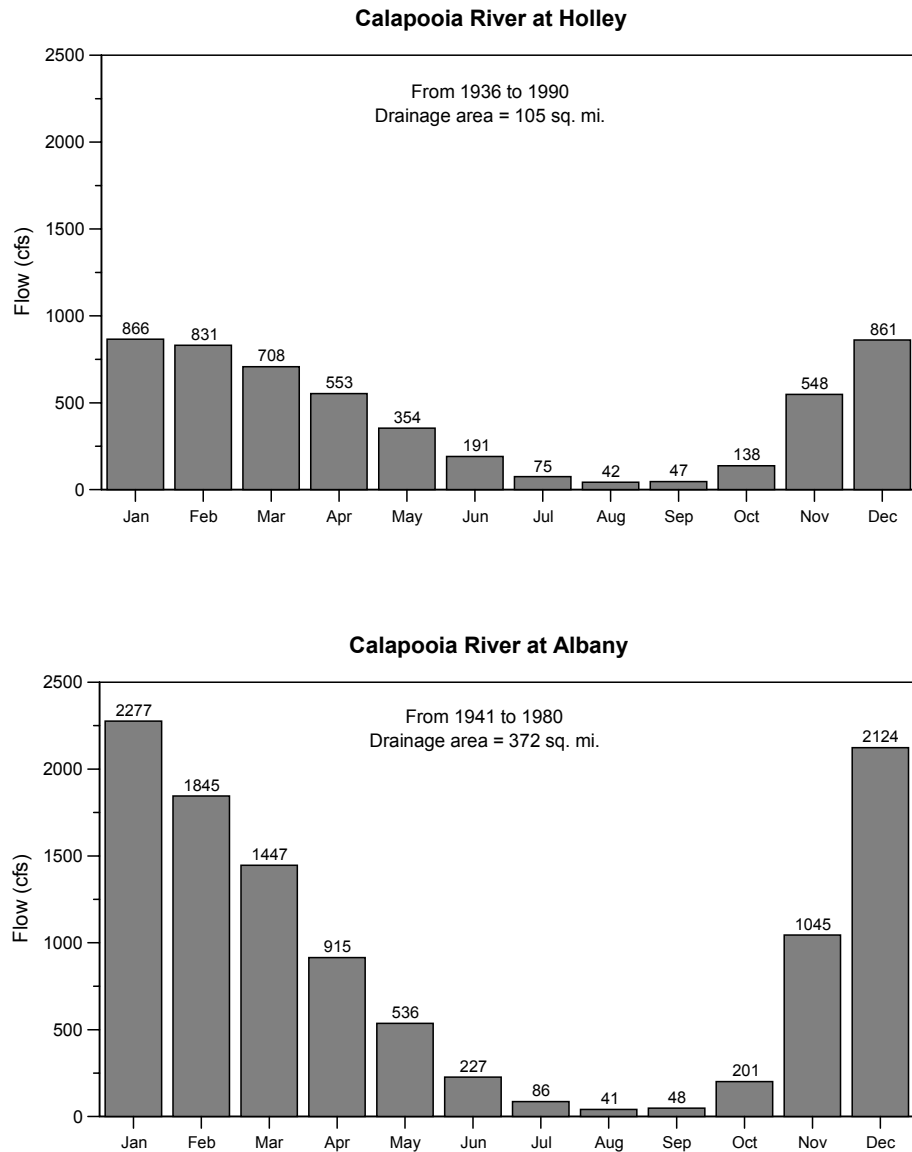 Calapooia River at Holley
2500
From 1936 to 1990
Drainage area = 105 sq. mi.
2000
1500
Flow (cfs)
1000
866 831 708 553 354 191 75 42 47 138 548 861
500
0
Jan Feb Mar Apr May Jun Jul Aug Sep Oct Nov Dec
Calapooia River at Albany
2500
From 1941 to 1980
Drainage area = 372 sq. mi.
2277 1845 1447 915 536 227 86 41 48 201 1045 2124
2000
1500
Flow (cfs)
1000
500
0
Jan Feb Mar Apr May Jun Jul Aug Sep Oct Nov Dec